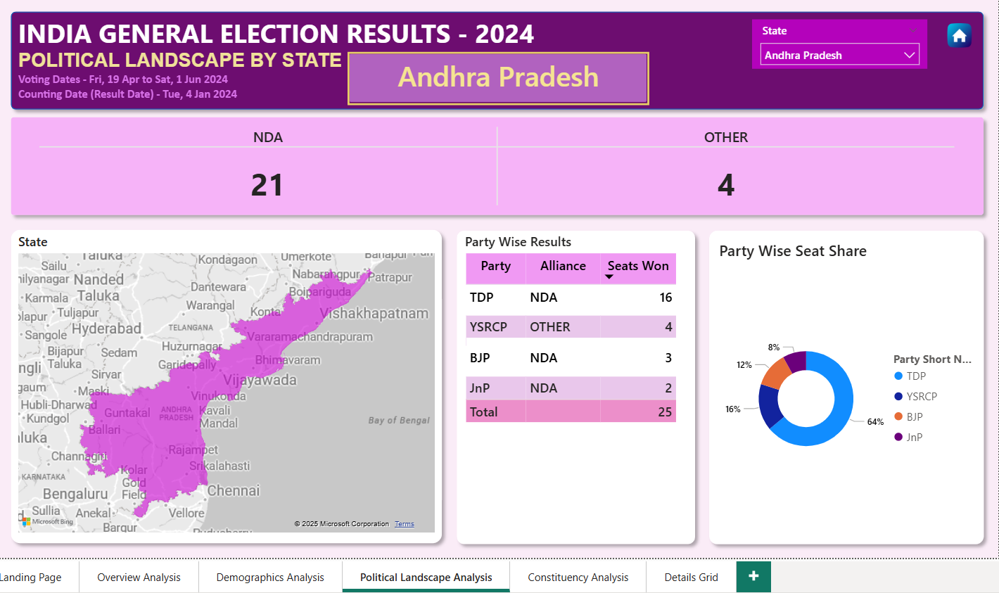 INDIA GENERAL ELECTION RESULTS - 2024
POLITICAL LANDSCAPE BY STATE
Voting Dates - Fri, 19 Apr to Sat, 1 Jun 2024
Counting Date (Result Date) - Tue, 4 Jan 2024
Andhra Pradesh
State
Andhra Pradesh
NDA
21
OTHER
4
State
Taluka
Kondagaon
Umerkote
Sailu
Nanded
Taluka
Nabarangpur
Patrapur
Karmala
Dantewara
Boipariguda
Tuljapur
Warangal
Konta
Vishakhapatnam
Hyderabad
TELANGANA
Sangole
Vararamachandrapuram
Bijapur
Taluka
Sedam
Huzurnagar
Garidepally
Bhimavaram
Sirvar
Vijayawada
Maski
Vinukonda
Hubli-Dharwad
Guntakal
ANDHRA
PRADESH
Kavali
Mandal
Kundgol
Ballari
Bay of Bengal
Rajampet
Channagiri
Srikalahasti
KARNATAKA
Kolar
Gold
Field
Bengaluru
Chennai
Sullia
Anekal
Vellore
Bargur
Microsoft Bing
© 2025 Microsoft Corporation Terms
Party Wise Results
Party Alliance Seats Won
TDP NDA 16
YSRCP OTHER 4
BJP NDA 3
JnP NDA 2
Total 25
Party Wise Seat Share
8%
12%
16%
64%
Party Short N...
TDP
YSRCP
BJP
JnP
Landing Page
Overview Analysis
Demographics Analysis
Political Landscape Analysis
Constituency Analysis
Details Grid
+